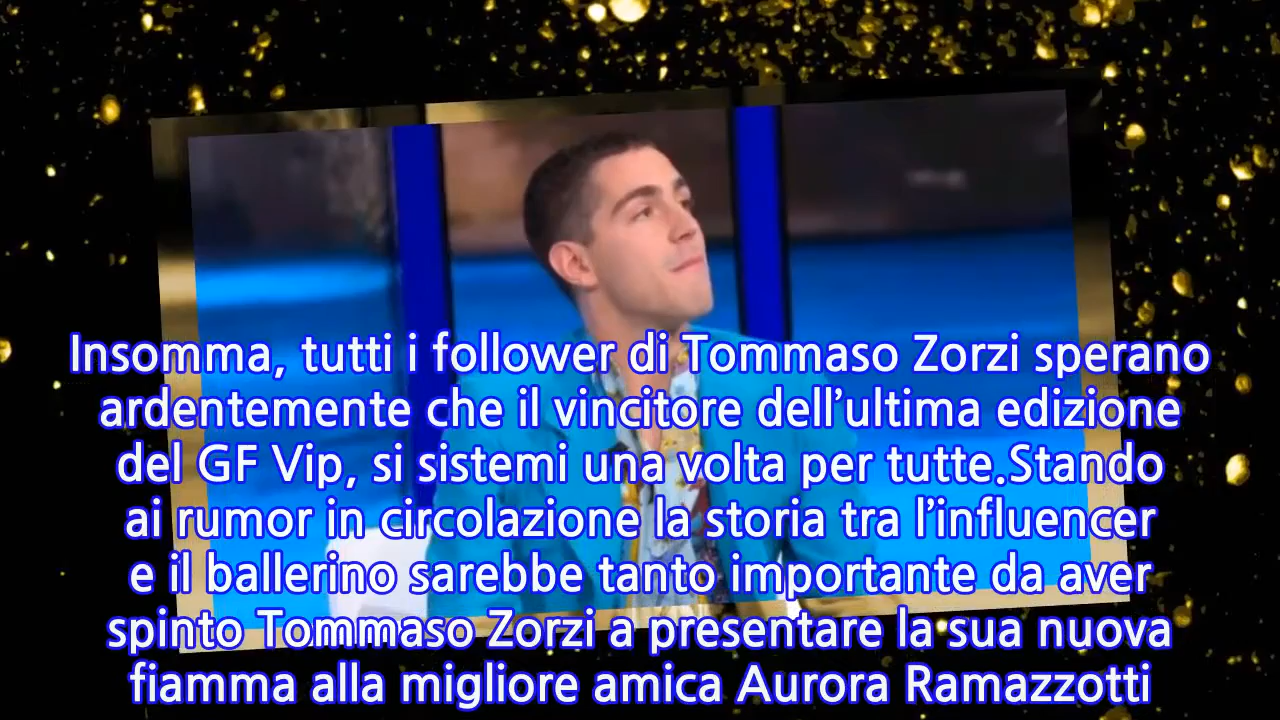 Insomma, tutti i follower di Tommaso Zorzi sperano
ardentemente che il vincitore dell’ultima edizione
del GF Vip, si sistemi una volta per tutte.Stando
ai rumor in circolazione la storia tra l’influencer
e il ballerino sarebbe tanto importante da aver
spinto Tommaso Zorzi a presentare la sua nuova
fiamma alla migliore amica Aurora Ramazzotti